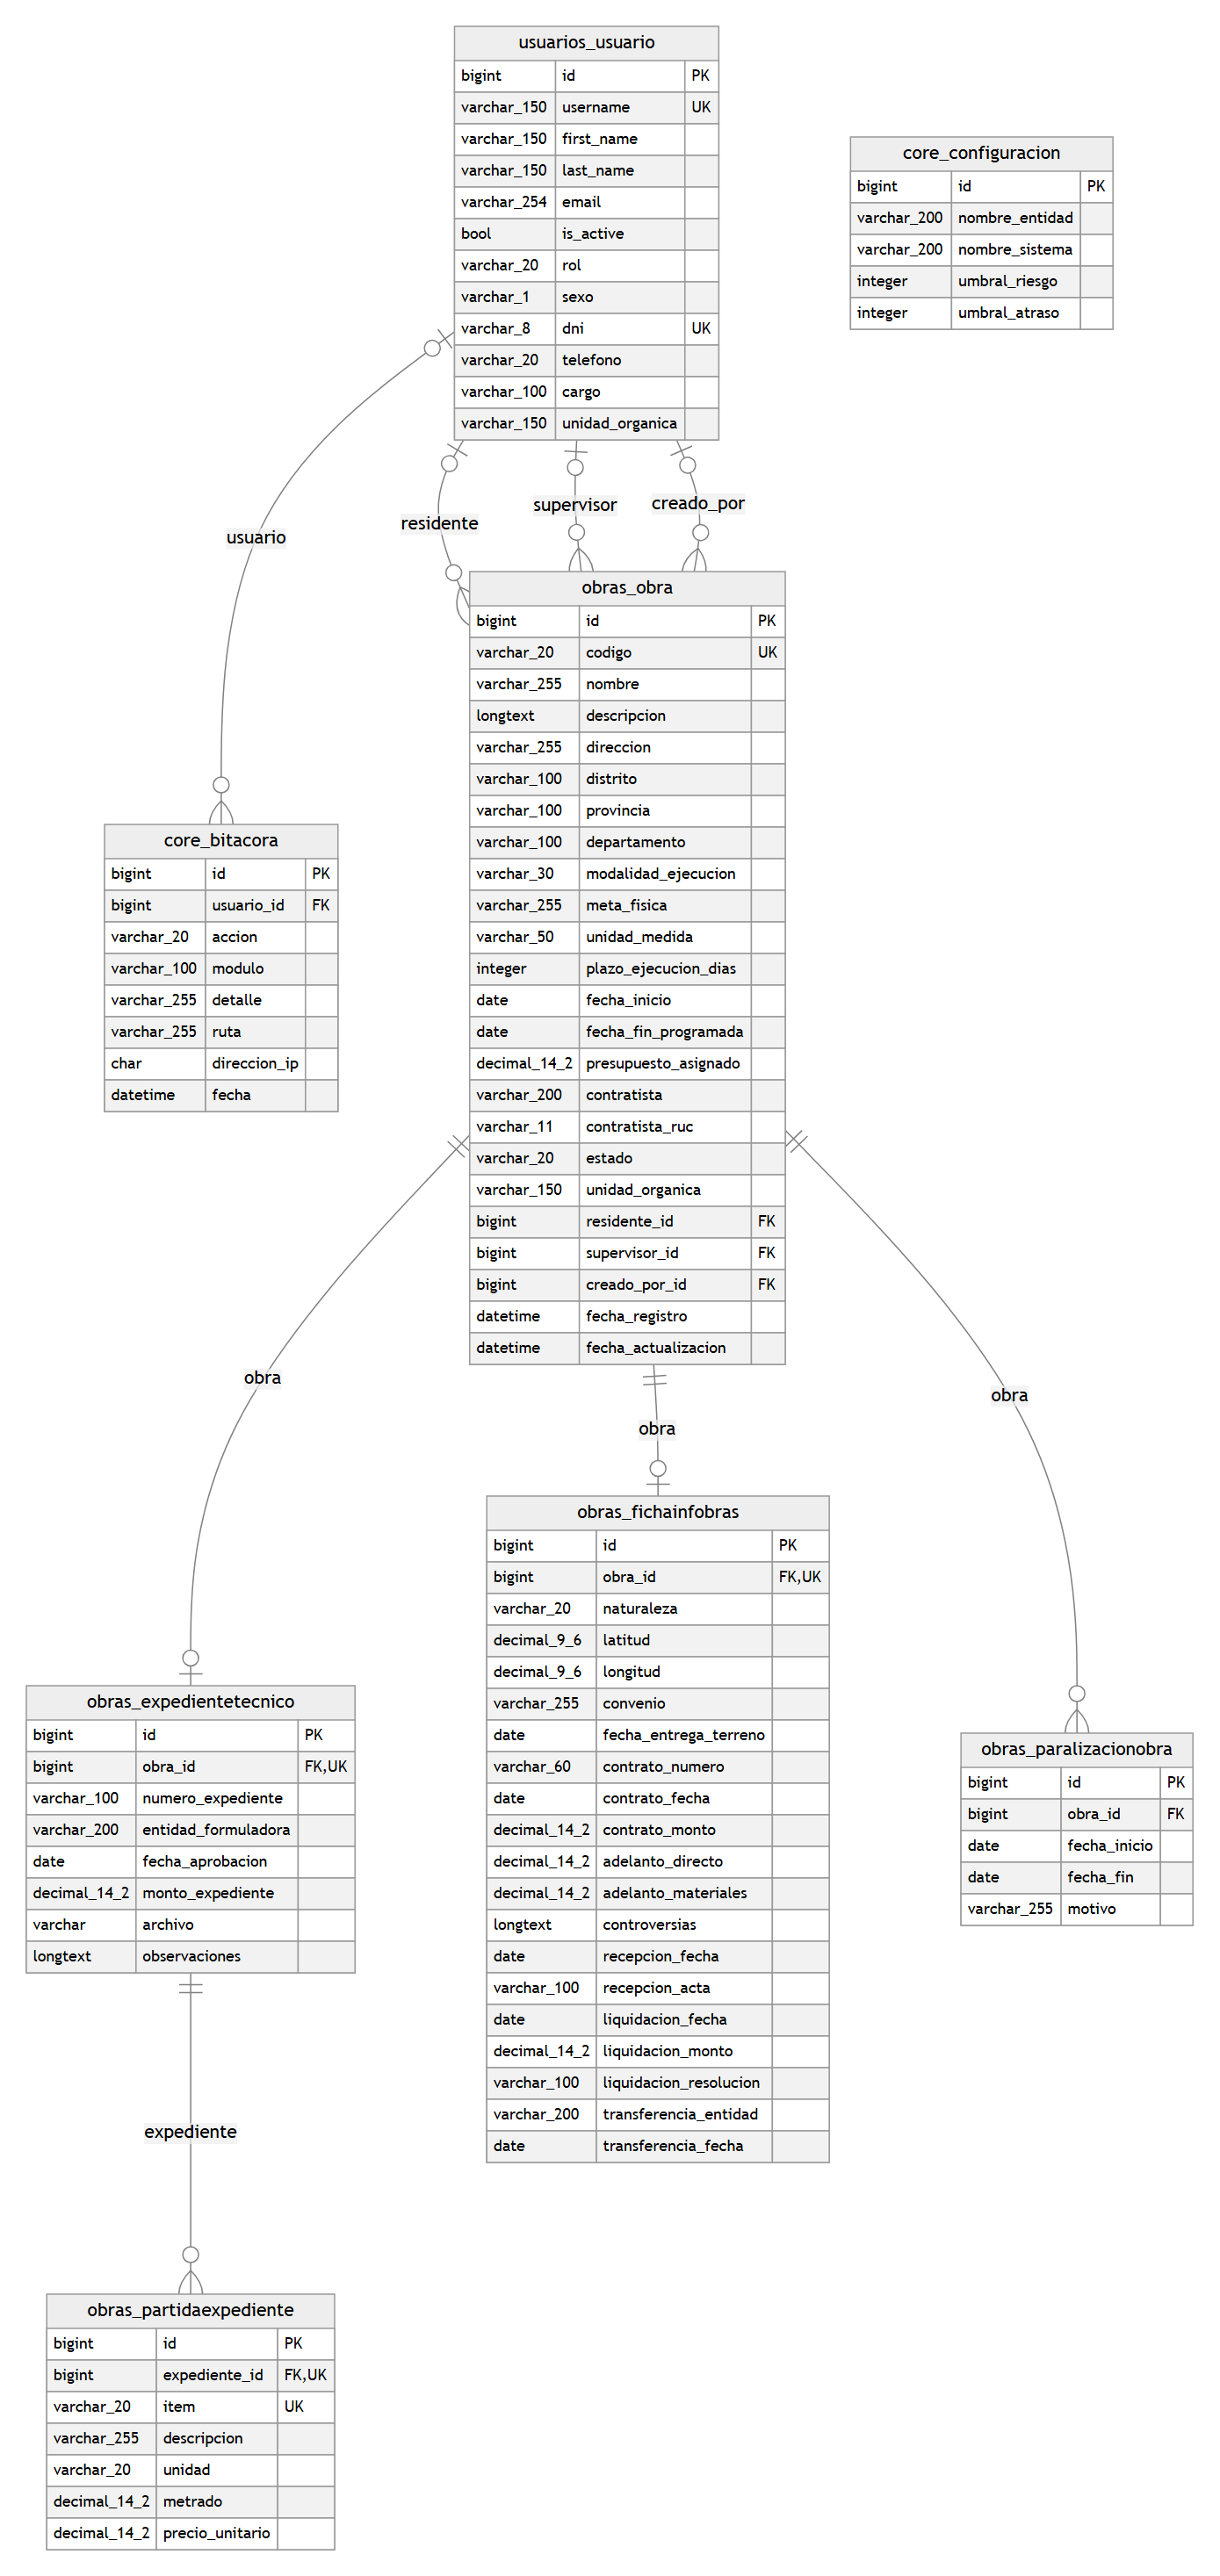 usuarios_usuario
bigint id PK
varchar_150 username UK
varchar_150 first_name
varchar_150 last_name
varchar_254 email
bool is_active
varchar_20 rol
varchar_1 sexo
varchar_8 dni UK
varchar_20 telefono
varchar_100 cargo
varchar_150 unidad_organica
core_configuracion
bigint id PK
varchar_200 nombre_entidad
varchar_200 nombre_sistema
integer umbral_riesgo
integer umbral_atraso
usuario
residente
supervisor
creado_por
obras_obra
bigint id PK
varchar_20 codigo UK
varchar_255 nombre
longtext descripcion
varchar_255 direccion
varchar_100 distrito
varchar_100 provincia
varchar_100 departamento
varchar_30 modalidad_ejecucion
varchar_255 meta_fisica
varchar_50 unidad_medida
integer plazo_ejecucion_dias
date fecha_inicio
date fecha_fin_programada
decimal_14_2 presupuesto_asignado
varchar_200 contratista
varchar_11 contratista_ruc
varchar_20 estado
varchar_150 unidad_organica
bigint residente_id FK
bigint supervisor_id FK
bigint creado_por_id FK
datetime fecha_registro
datetime fecha_actualizacion
core_bitacora
bigint id PK
bigint usuario_id FK
varchar_20 accion
varchar_100 modulo
varchar_255 detalle
varchar_255 ruta
char direccion_ip
datetime fecha
obra
obra
obra
obras_fichainfobras
bigint id PK
bigint obra_id FK,UK
varchar_20 naturaleza
decimal_9_6 latitud
decimal_9_6 longitud
varchar_255 convenio
date fecha_entrega_terreno
varchar_60 contrato_numero
date contrato_fecha
decimal_14_2 contrato_monto
decimal_14_2 adelanto_directo
decimal_14_2 adelanto_materiales
longtext controversias
date recepcion_fecha
varchar_100 recepcion_acta
date liquidacion_fecha
decimal_14_2 liquidacion_monto
varchar_100 liquidacion_resolucion
varchar_200 transferencia_entidad
date transferencia_fecha
obras_expedientetecnico
bigint id PK
bigint obra_id FK,UK
varchar_100 numero_expediente
varchar_200 entidad_formuladora
date fecha_aprobacion
decimal_14_2 monto_expediente
varchar archivo
longtext observaciones
obras_paralizacionobra
bigint id PK
bigint obra_id FK
date fecha_inicio
date fecha_fin
varchar_255 motivo
expediente
obras_partidaexpediente
bigint id PK
bigint expediente_id FK,UK
varchar_20 item UK
varchar_255 descripcion
varchar_20 unidad
decimal_14_2 metrado
decimal_14_2 precio_unitario